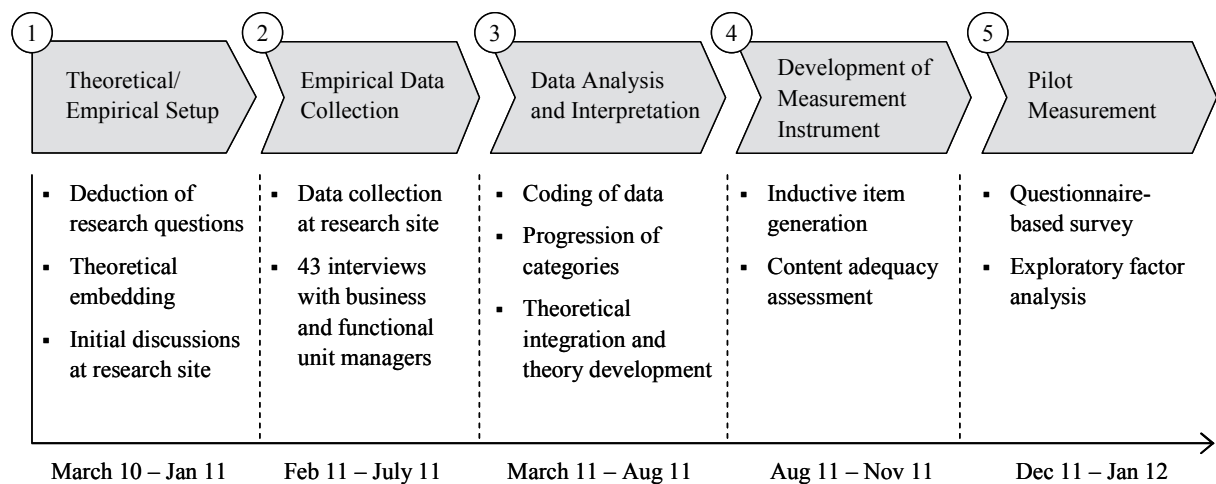 1
Theoretical/
Empirical Setup
2
Empirical Data
Collection
3
Data Analysis
and Interpretation
4
Development of
Measurement
Instrument
5
Pilot
Measurement
▪ Deduction of
research questions
▪ Theoretical
embedding
▪ Initial discussions
at research site
▪ Data collection
at research site
▪ 43 interviews
with business
and functional
unit managers
▪ Coding of data
▪ Progression of
categories
▪ Theoretical
integration and
theory development
▪ Inductive item
generation
▪ Content adequacy
assessment
▪ Questionnaire-
based survey
▪ Exploratory factor
analysis
March 10 – Jan 11
Feb 11 – July 11
March 11 – Aug 11
Aug 11 – Nov 11
Dec 11 – Jan 12